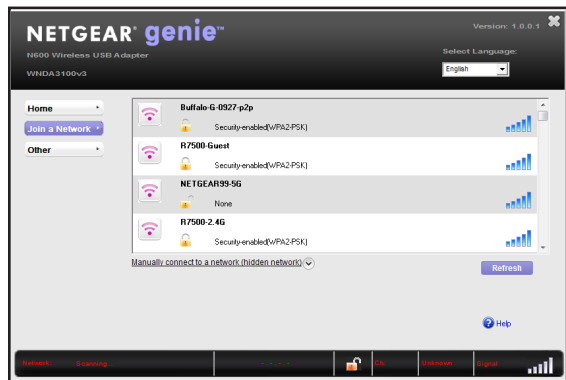 NETGEAR® genie™
Version: 1.0.0.1
N600 Wireless USB Adapter
Select Language:
WNDA3100v3
English
Home
Buffalo-G-0927-p2p
Security-enabled(WPA2-PSK)
Join a Network
R7500-Guest
Other
Security-enabled(WPA2-PSK)
NETGEAR99-5G
None
R7500-2.4G
Security-enabled(WPA2-PSK)
Manually connect to a network (hidden network)
Refresh
? Help
Network: Scanning - - - - Ch: Unknown Signal